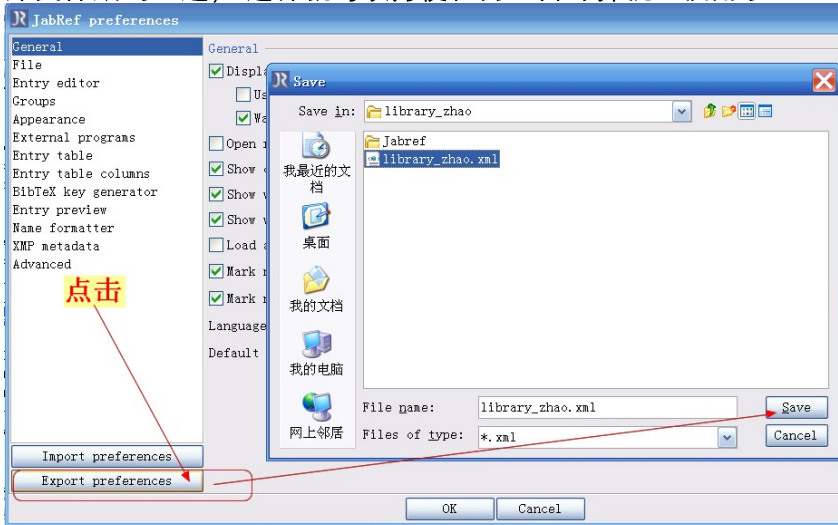 JabRef preferences
General
File
Entry editor
Groups
Appearance
External programs
Entry table
Entry table columns
BibTeX key generator
Entry preview
Name formatter
XMP metadata
Advanced
点击
Import preferences
Export preferences
General
Displ
Us
Wa
Open
Show
Show
Show
Load
Mark
Mark
Language
Default
Save
Save in:
library_zhao
我最近的文
档
桌面
我的文档
我的电脑
网上邻居
Jabref
library_zhao.xml
File name:
library_zhao.xml
Save
Files of type:
*.xml
Cancel
OK
Cancel